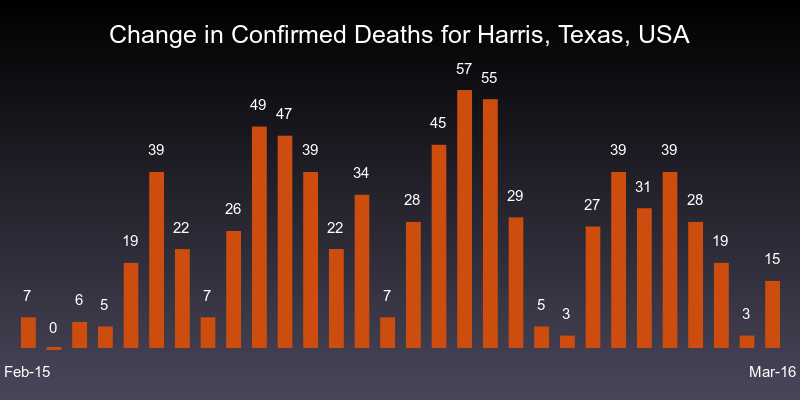 Change in Confirmed Deaths for Harris, Texas, USA
7 0 6 5 19 39 22 7 26 49 47 39 22 34 7 28 45 57 55 29 5 3 27 39 31 39 28 19 3 15
Feb-15 Mar-16